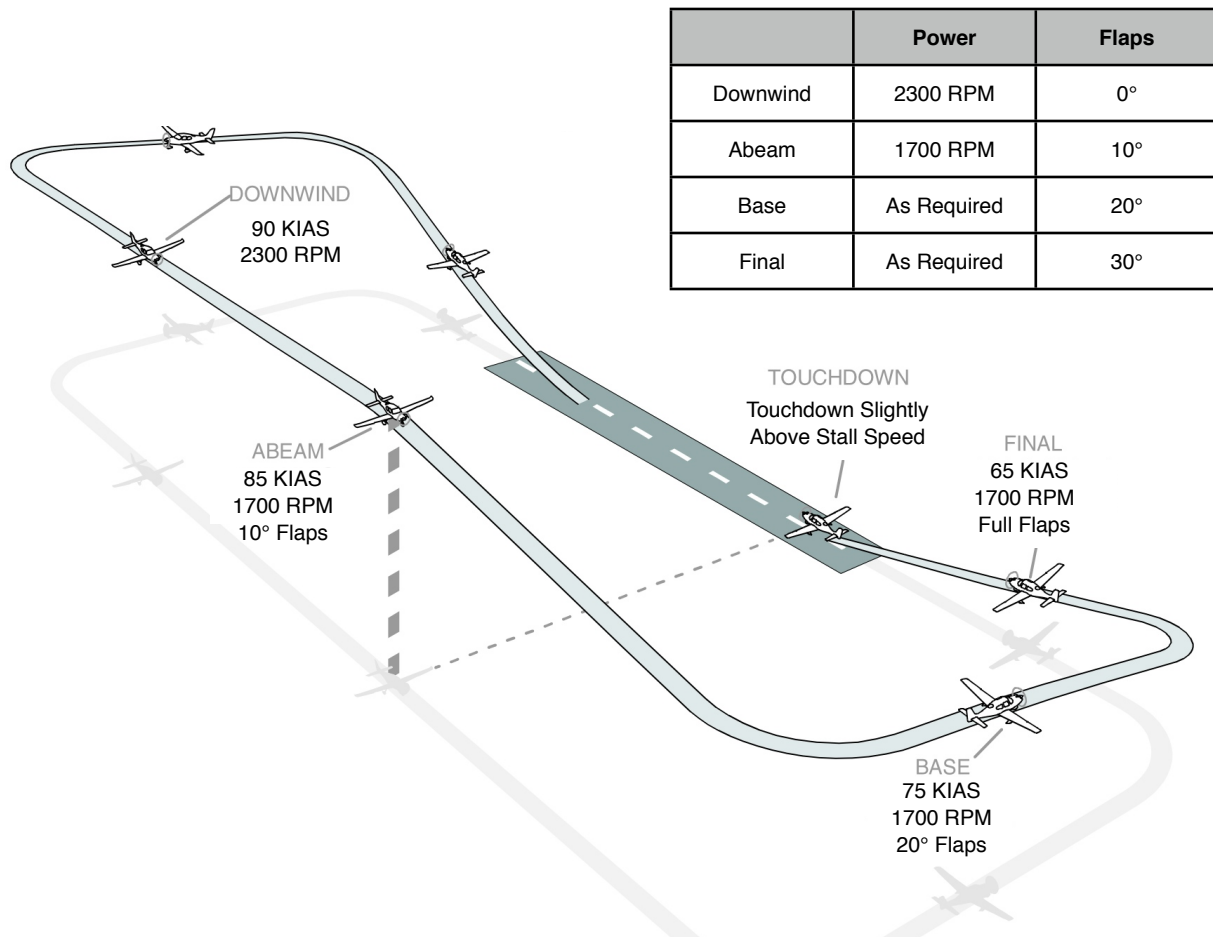 Power Flaps
Downwind 2300 RPM 0°
Abeam 1700 RPM 10°
Base As Required 20°
Final As Required 30°
DOWNWIND
90 KIAS
2300 RPM
ABEAM
85 KIAS
1700 RPM
10° Flaps
TOUCHDOWN
Touchdown Slightly
Above Stall Speed
FINAL
65 KIAS
1700 RPM
Full Flaps
BASE
75 KIAS
1700 RPM
20° Flaps